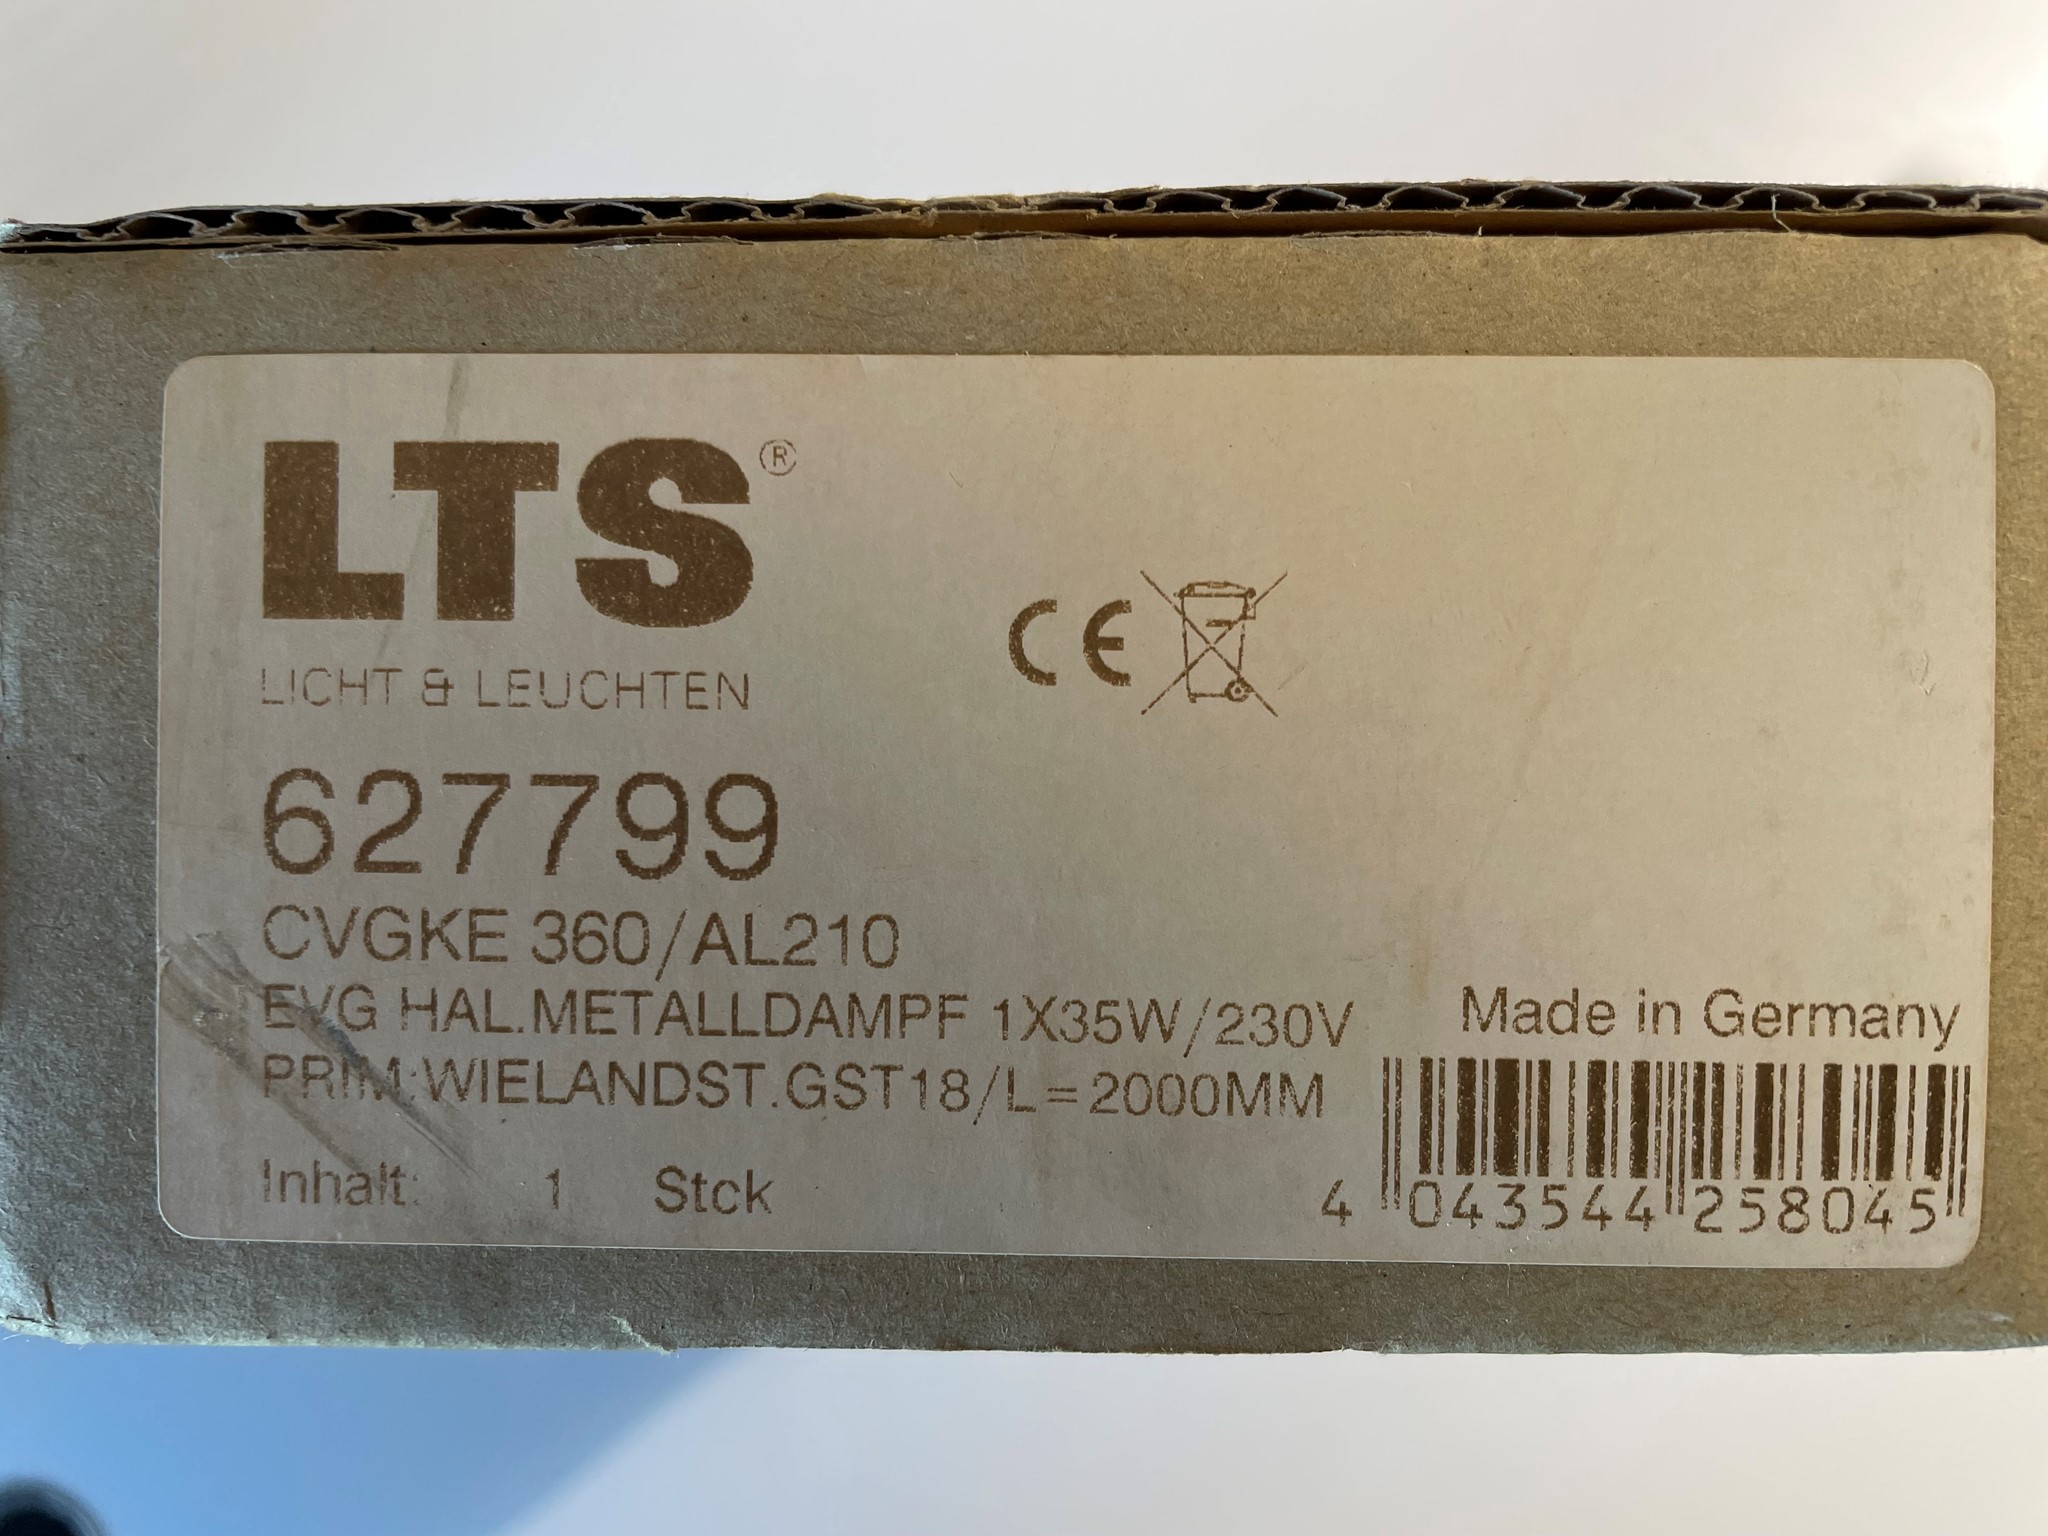 LTS®
LICHT & LEUCHTEN
CE
627799
CVGKE 360/AL210
EVG HAL.METALLDAMPF 1X35W/230V
PRIM:WIELANDST.GST18/L=2000MM
Inhalt: 1 Stck
Made in Germany
4 043544 258045